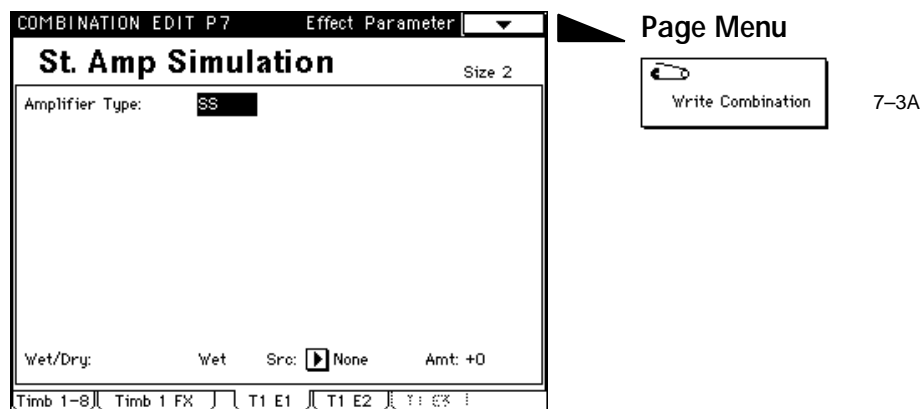 COMBINATION EDIT P7 Effect Parameter
St. Amp Simulation Size 2
Amplifier Type: SS
Wet/Dry: Wet Src: None Amt: +0
Timb 1-8 Timb 1 FX T1 E1 T1 E2
Page Menu
Write Combination 7–3A